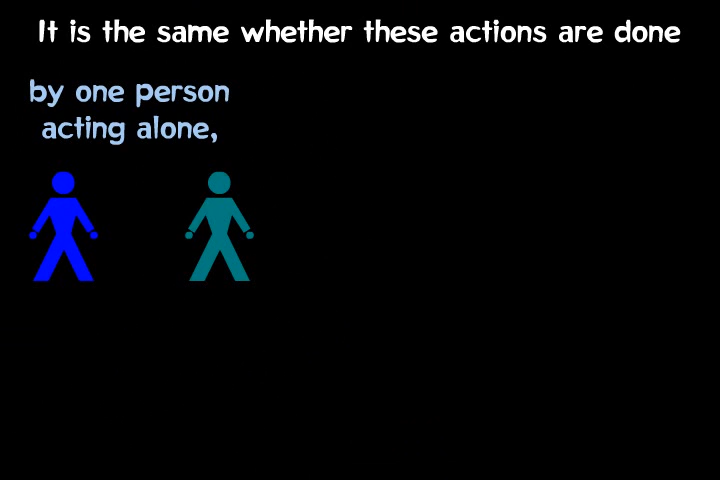 It is the same whether these actions are done
by one person
acting alone,